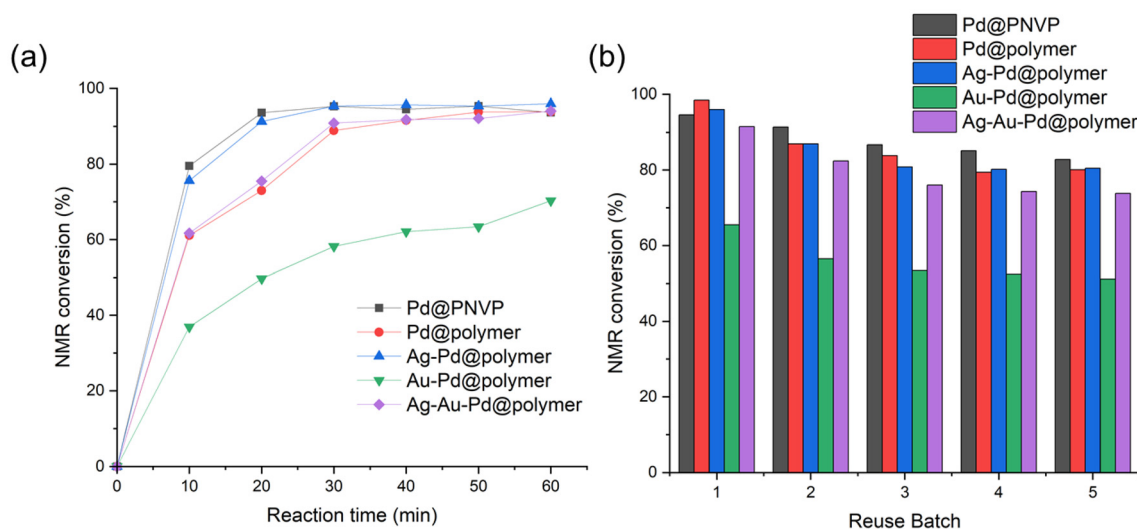 (a)
100
80
60
40
20
0
NMR conversion (%)
0 10 20 30 40 50 60
Reaction time (min)
Pd@PNVP
Pd@polymer
Ag-Pd@polymer
Au-Pd@polymer
Ag-Au-Pd@polymer
(b)
Pd@PNVP
Pd@polymer
Ag-Pd@polymer
Au-Pd@polymer
Ag-Au-Pd@polymer
100
80
60
40
20
0
NMR conversion (%)
1 2 3 4 5
Reuse Batch